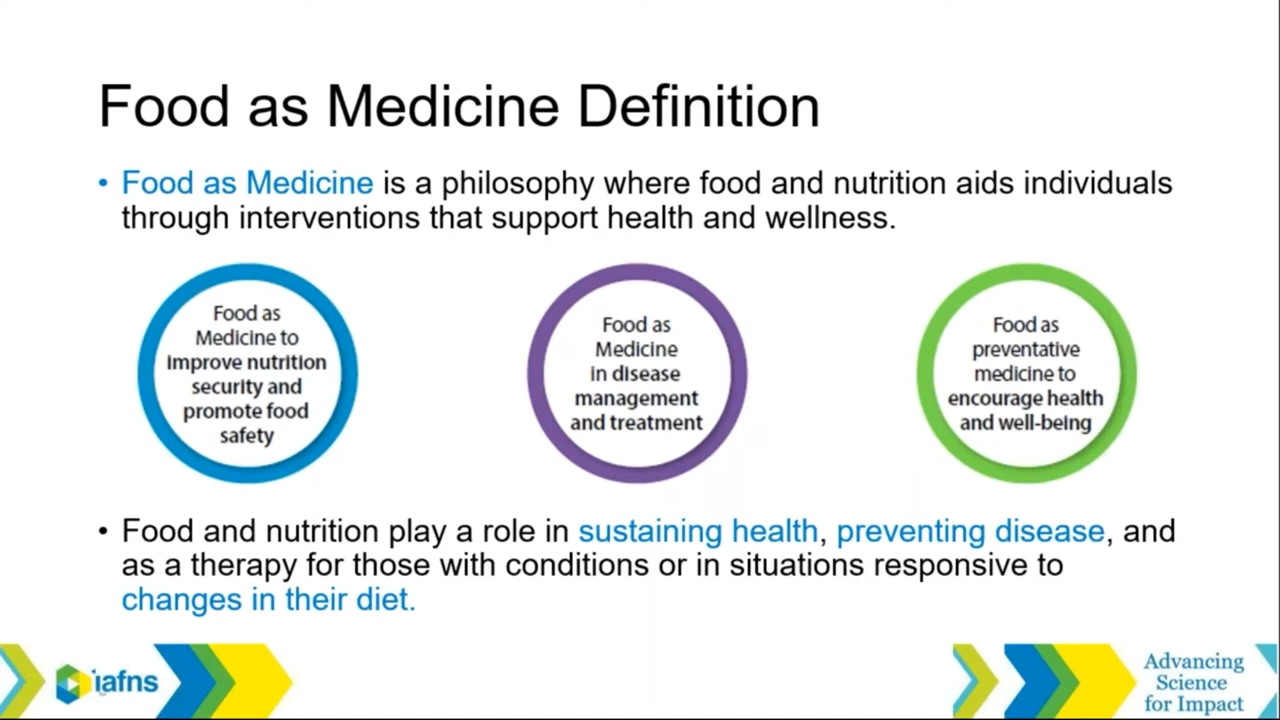 Food as Medicine Definition
• Food as Medicine is a philosophy where food and nutrition aids individuals
through interventions that support health and wellness.
Food as
Medicine to
improve nutrition
security and
promote food
safety
Food as
Medicine
in disease
management
and treatment
Food as
preventative
medicine to
encourage health
and well-being
• Food and nutrition play a role in sustaining health, preventing disease, and
as a therapy for those with conditions or in situations responsive to
changes in their diet.
iafns
Advancing
Science
for Impact